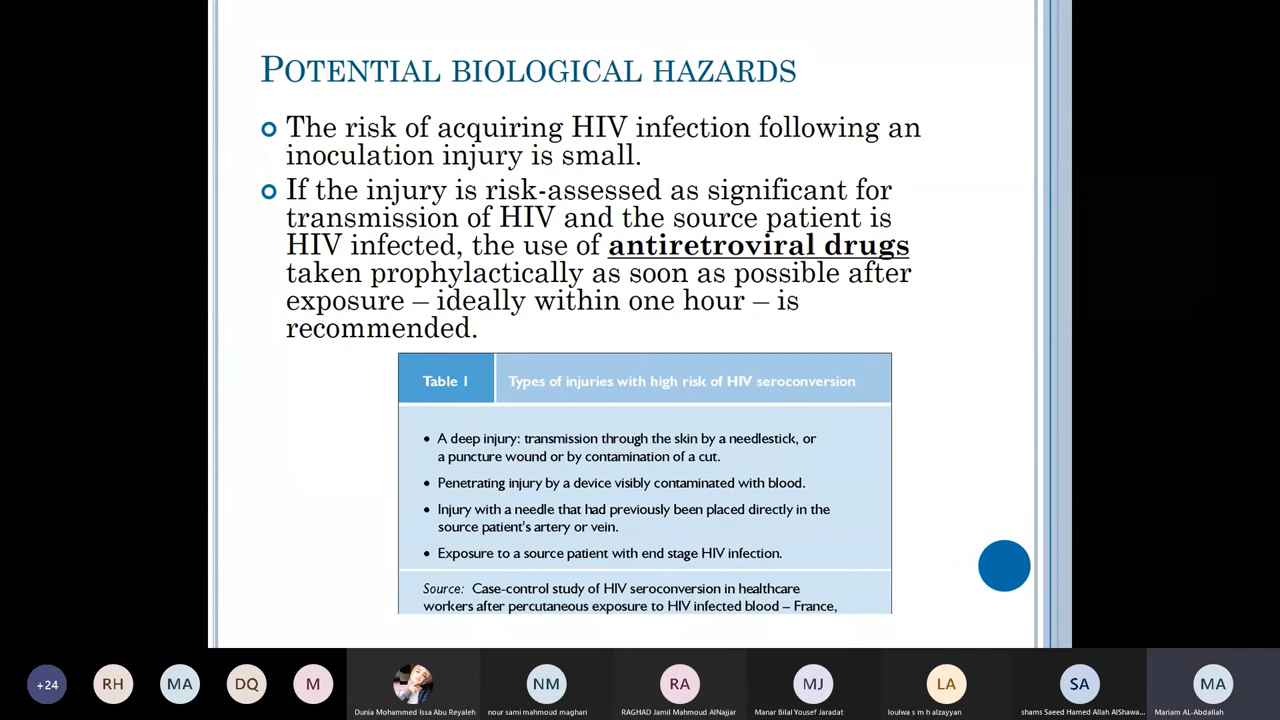 POTENTIAL BIOLOGICAL HAZARDS
The risk of acquiring HIV infection following an
inoculation injury is small.
If the injury is risk-assessed as significant for
transmission of HIV and the source patient is
HIV infected, the use of antiretroviral drugs
taken prophylactically as soon as possible after
exposure – ideally within one hour – is
recommended.
Table 1
Types of injuries with high risk of HIV seroconversion
• A deep injury: transmission through the skin by a needlestick, or
a puncture wound or by contamination of a cut.
• Penetrating injury by a device visibly contaminated with blood.
• Injury with a needle that had previously been placed directly in the
source patient's artery or vein.
• Exposure to a source patient with end stage HIV infection.
Source: Case-control study of HIV seroconversion in healthcare
workers after percutaneous exposure to HIV infected blood – France,
+24
RH
MA
DQ
M
NM
RA
MJ
LA
SA
MA
Dunia Mohammed Issa Abu Reyaleh
nour sami mahmoud maghari
RAGHAD Jamil Mahmoud AlNajjar
Manar Bilal Yousef Jaradat
loulwa s m h alzayyan
shams Saeed Hamed Allah AlShawa...
Mariam AL-Abdallah